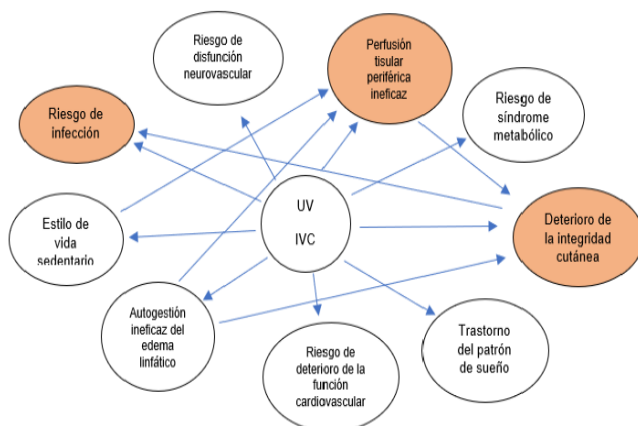 Riesgo de
disfunción
neurovascular
Perfusión
tisular
periférica
ineficaz
Riesgo de
síndrome
metabólico
Riesgo de
infección
Estilo de
vida
sedentario
UV
IVC
Deterioro de
la integridad
cutánea
Autogestión
ineficaz del
edema
linfático
Riesgo de
deterioro de la
función
cardiovascular
Trastorno
del patrón
de sueño